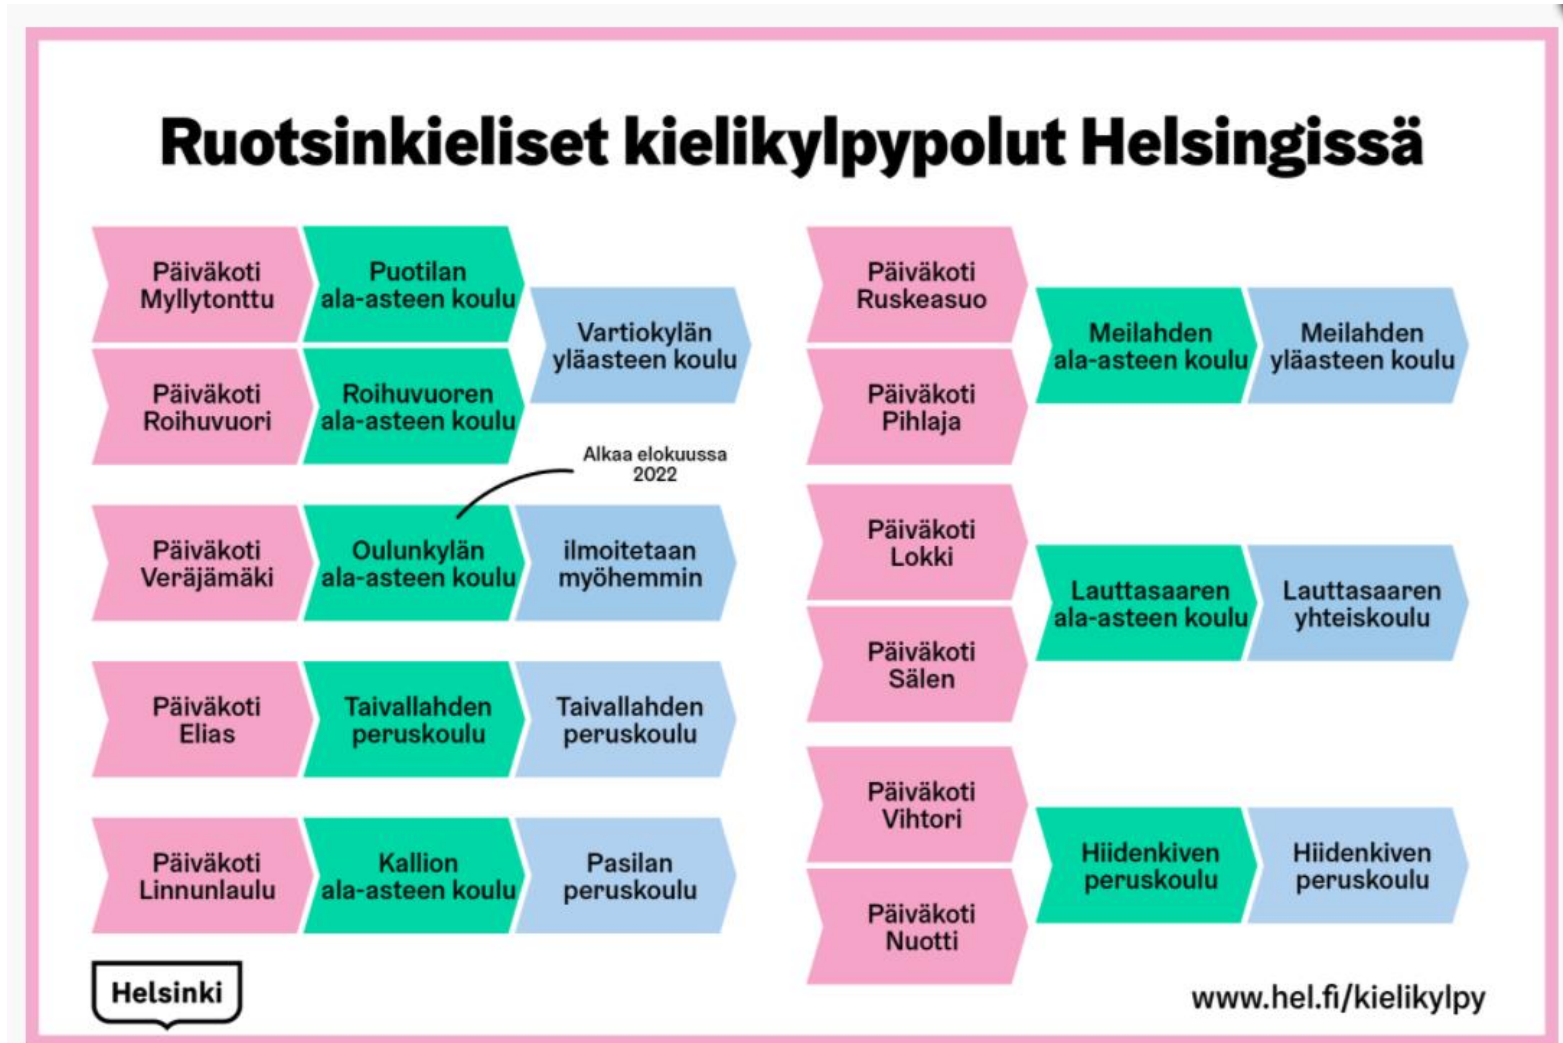 Ruotsinkieliset kielikylpypolut Helsingissä
Päiväkoti
Myllytonttu
Puotilan
ala-asteen koulu
Päiväkoti
Roihuvuori
Roihuvuoren
ala-asteen koulu
Vartiokylän
yläasteen koulu
Alkaa elokuussa
2022
Päiväkoti
Veräjämäki
Oulunkylän
ala-asteen koulu
ilmoitetaan
myöhemmin
Päiväkoti
Elias
Taivallahden
peruskoulu
Taivallahden
peruskoulu
Päiväkoti
Linnunlaulu
Kallion
ala-asteen koulu
Pasilan
peruskoulu
Päiväkoti
Ruskeasuo
Päiväkoti
Pihlaja
Meilahden
ala-asteen koulu
Meilahden
yläasteen koulu
Päiväkoti
Lokki
Päiväkoti
Sälen
Lauttasaaren
ala-asteen koulu
Lauttasaaren
yhteiskoulu
Päiväkoti
Vihtori
Päiväkoti
Nuotti
Hiidenkiven
peruskoulu
Hiidenkiven
peruskoulu
Helsinki
www.hel.fi/kielikylpy